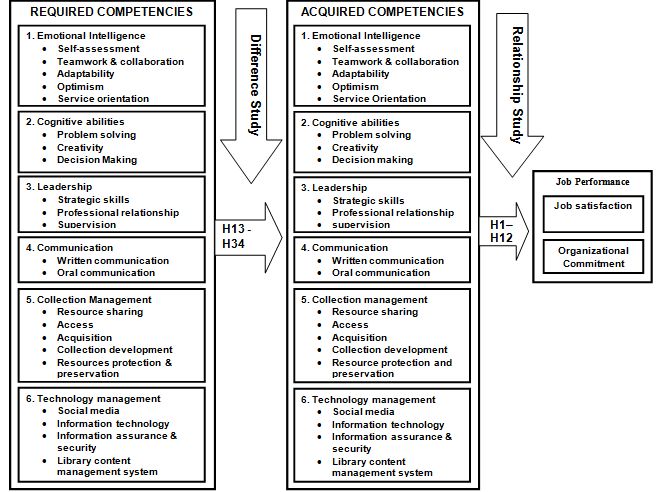 REQUIRED COMPETENCIES
1. Emotional Intelligence
• Self-assessment
• Teamwork & collaboration
• Adaptability
• Optimism
• Service orientation
2. Cognitive abilities
• Problem solving
• Creativity
• Decision Making
3. Leadership
• Strategic skills
• Professional relationship
• Supervision
4. Communication
• Written communication
• Oral communication
5. Collection Management
• Resource sharing
• Access
• Acquisition
• Collection development
• Resources protection &
preservation
6. Technology management
• Social media
• Information technology
• Information assurance &
security
• Library content
management system
Difference Study
H13 -
H34
ACQUIRED COMPETENCIES
1. Emotional Intelligence
• Self-assessment
• Teamwork & collaboration
• Adaptability
• Optimism
• Service Orientation
2. Cognitive abilities
• Problem solving
• Creativity
• Decision making
3. Leadership
• Strategic skills
• Professional relationship
• supervision
4. Communication
• Written communication
• Oral communication
5. Collection management
• Resource sharing
• Access
• Acquisition
• Collection development
• Resource protection and
preservation
6. Technology management
• Social media
• Information technology
• Information assurance &
security
• Library content
management system
Relationship Study
H1–
H12
Job Performance
Job satisfaction
Organizational
Commitment